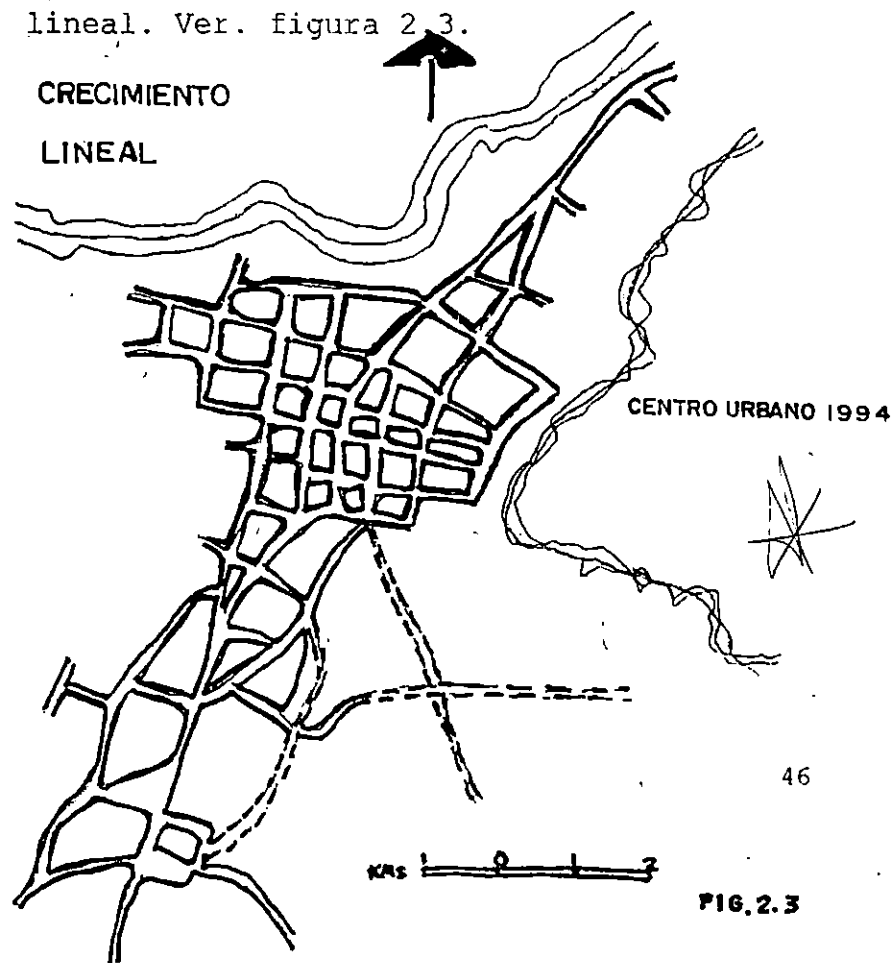 lineal. Ver. figura 2.3.
CRECIMIENTO
LINEAL
CENTRO URBANO 1994
46
KMS 1 0 1 2
FIG. 2.3